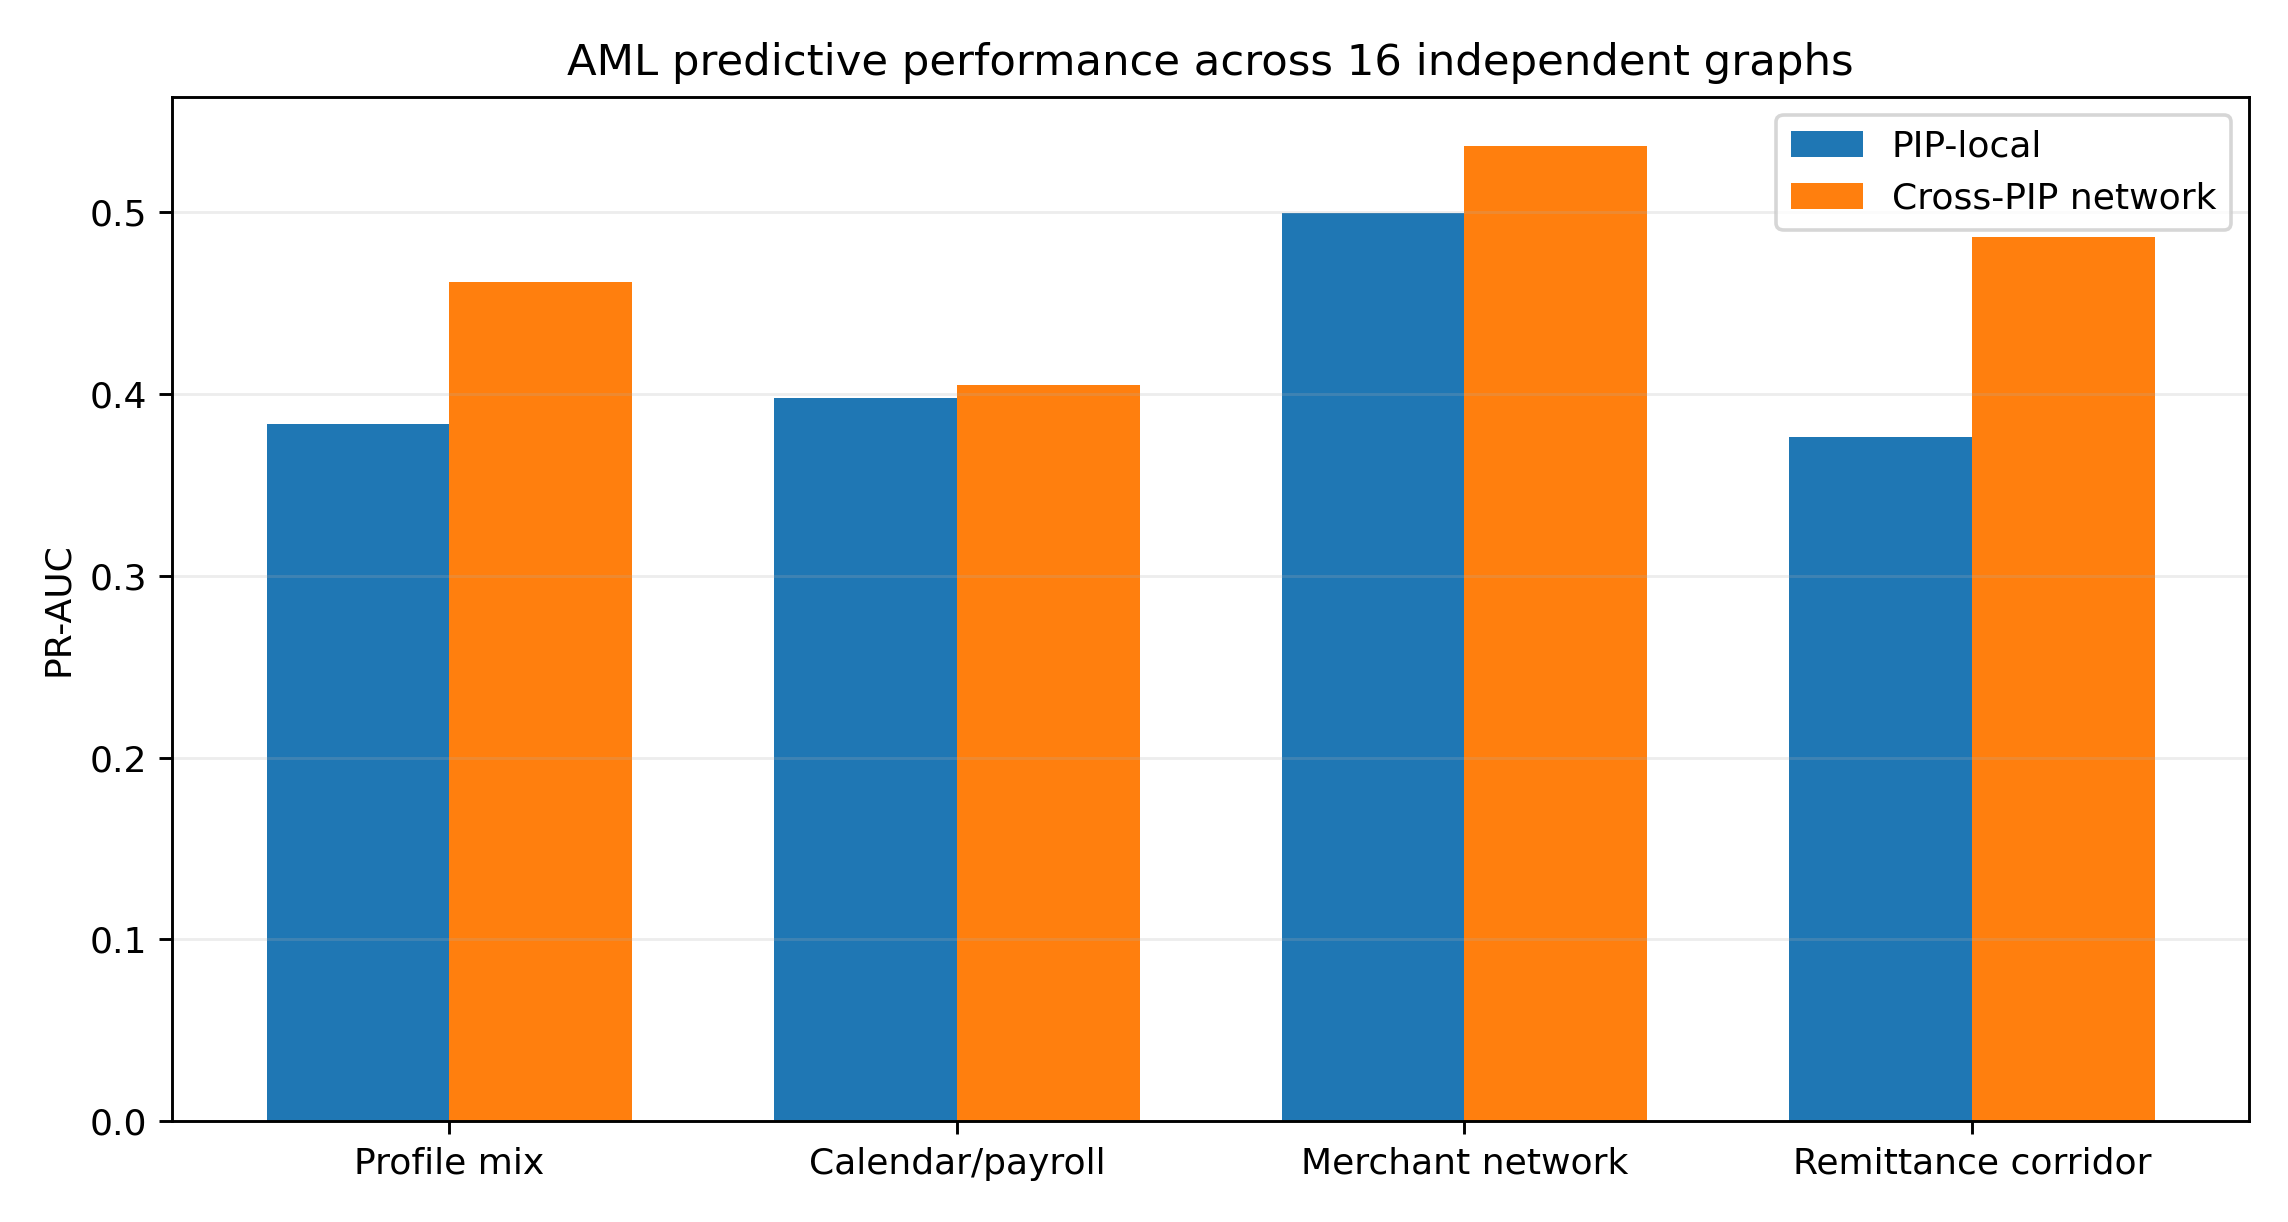 AML predictive performance across 16 independent graphs
PIP-local
Cross-PIP network
PR-AUC
0.5
0.4
0.3
0.2
0.1
0.0
Profile mix
Calendar/payroll
Merchant network
Remittance corridor